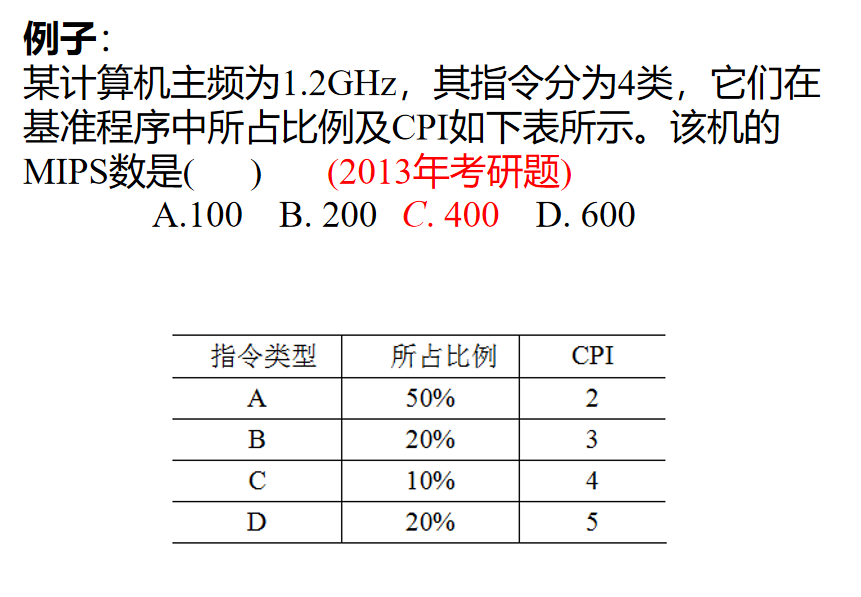 例子：
某计算机主频为1.2GHz，其指令分为4类，它们在
基准程序中所占比例及CPI如下表所示。该机的
MIPS数是( ) (2013年考研题)
A.100 B. 200 C. 400 D. 600
指令类型 所占比例 CPI
A 50% 2
B 20% 3
C 10% 4
D 20% 5